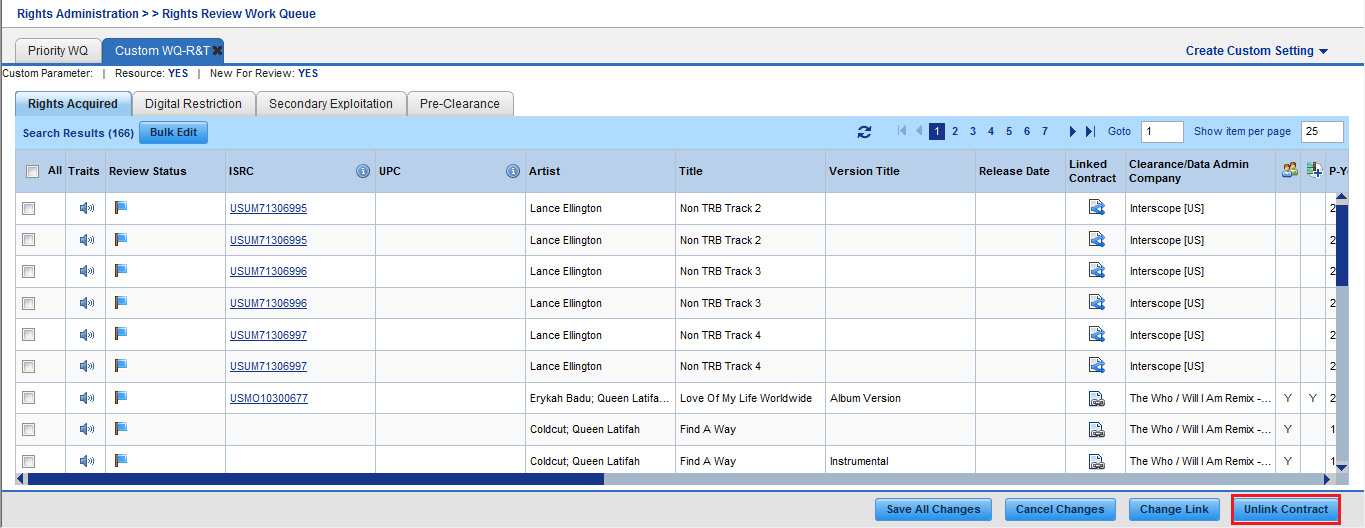 Rights Administration > > Rights Review Work Queue
Priority WQ Custom WQ-R&T Create Custom Setting
Custom Parameter: | Resource: YES | New For Review: YES
Rights Acquired Digital Restriction Secondary Exploitation Pre-Clearance
Search Results (166) Bulk Edit 1 2 3 4 5 6 7 Goto 1 Show item per page 25
All Traits Review Status ISRC UPC Artist Title Version Title Release Date Linked Contract Clearance/Data Admin Company P-Y
USUM71306995 Lance Ellington Non TRB Track 2 Interscope [US] 2
USUM71306995 Lance Ellington Non TRB Track 2 Interscope [US] 2
USUM71306996 Lance Ellington Non TRB Track 3 Interscope [US] 2
USUM71306996 Lance Ellington Non TRB Track 3 Interscope [US] 2
USUM71306997 Lance Ellington Non TRB Track 4 Interscope [US] 2
USUM71306997 Lance Ellington Non TRB Track 4 Interscope [US] 2
USMO10300677 Erykah Badu; Queen Latifa... Love Of My Life Worldwide Album Version The Who / Will I Am Remix -... Y Y 2
Coldcut; Queen Latifah Find A Way The Who / Will I Am Remix -... Y 1
Coldcut; Queen Latifah Find A Way Instrumental The Who / Will I Am Remix -... Y 1
Save All Changes Cancel Changes Change Link Unlink Contract